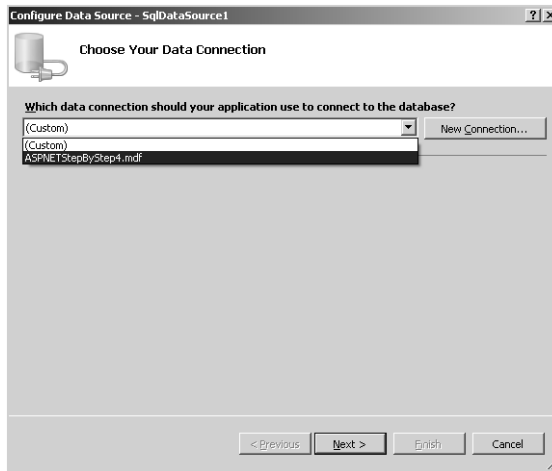 Configure Data Source - SqlDataSource1
Choose Your Data Connection
Which data connection should your application use to connect to the database?
(Custom)
New Connection...
(Custom)
ASPNETStepByStep4.mdf
< Previous
Next >
Finish
Cancel